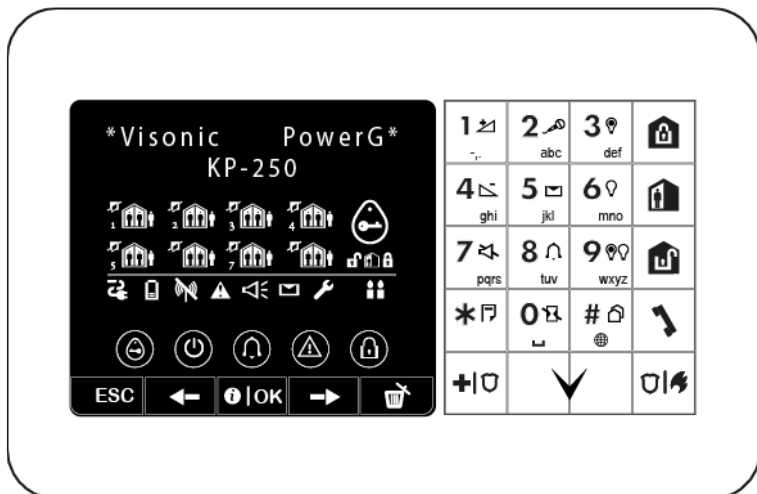 *Visonic PowerG*
KP-250
1 2 3 4
5 7
ESC i|OK
1 2 3
-,. abc def
4 5 6
ghi jkl mno
7 8 9
pqrs tuv wxyz
* 0 #
+|
|